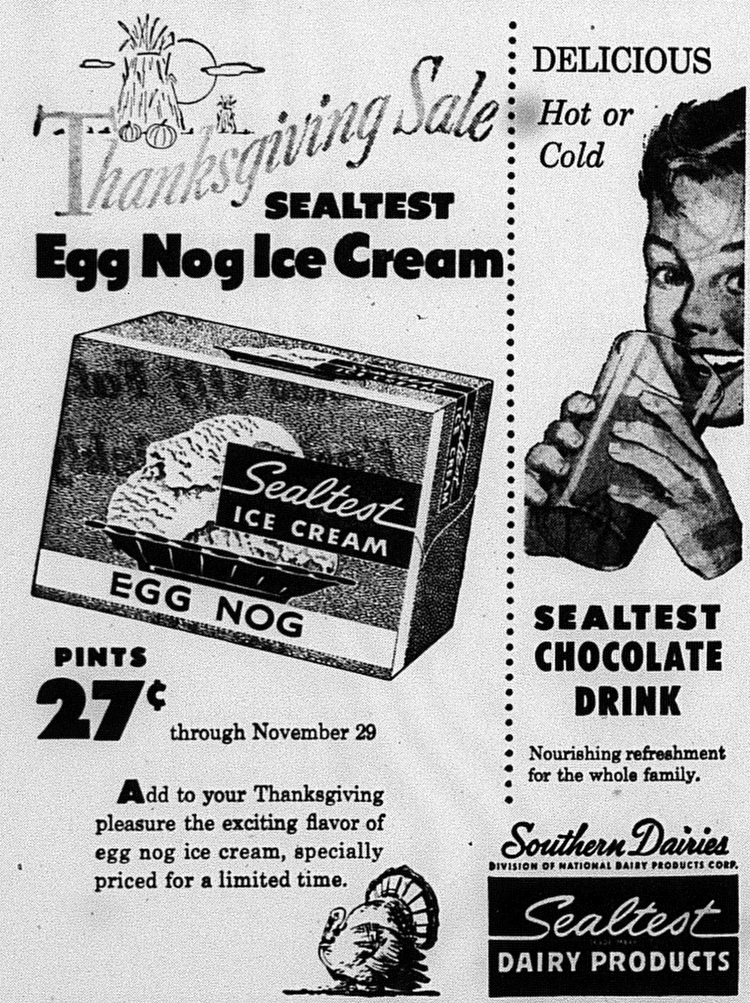 Thanksgiving Sale
SEALTEST
Egg Nog Ice Cream
Sealtest
ICE CREAM
EGG NOG
PINTS
27¢
through November 29
Add to your Thanksgiving
pleasure the exciting flavor of
egg nog ice cream, specially
priced for a limited time.
DELICIOUS
Hot or
Cold
SEALTEST
CHOCOLATE
DRINK
Nourishing refreshment
for the whole family.
Southern Dairies
DIVISION OF NATIONAL DAIRY PRODUCTS CORP.
Sealtest
DAIRY PRODUCTS